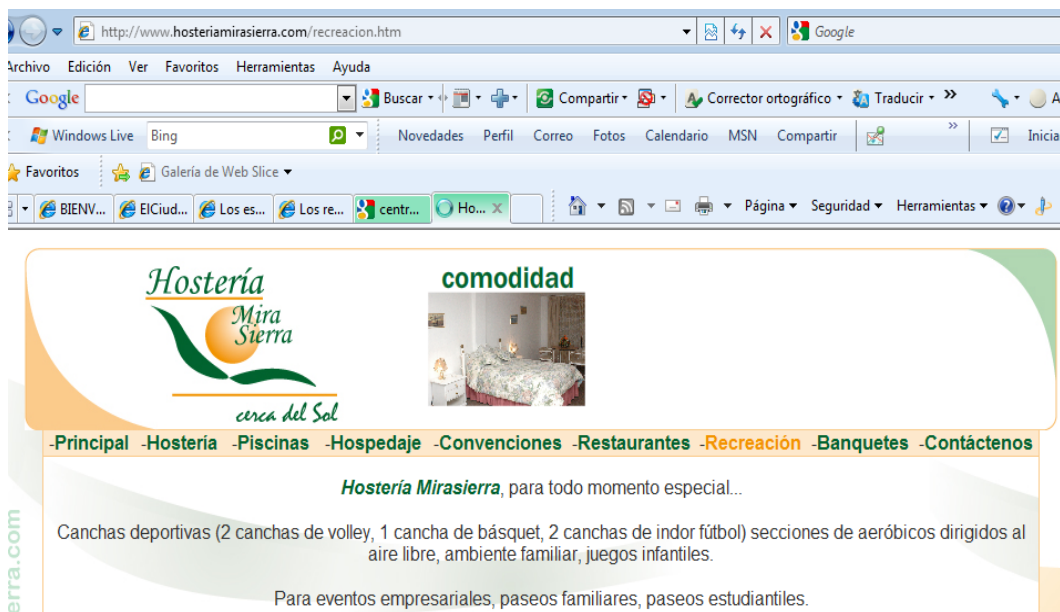 http://www.hosteriamirasierra.com/recreacion.htm Google
Archivo Edición Ver Favoritos Herramientas Ayuda
Google Buscar Compartir Corrector ortográfico Traducir »
Windows Live Bing Novedades Perfil Correo Fotos Calendario MSN Compartir »
Favoritos Galería de Web Slice
BIENV... ElCiud... Los es... Los re... centr... Ho... X Página Seguridad Herramientas
Hostería
Mira
Sierra
cerca del Sol
comodidad
-Principal -Hostería -Piscinas -Hospedaje -Convenciones -Restaurantes -Recreación -Banquetes -Contáctenos
Hostería Mirasierra, para todo momento especial...
Canchas deportivas (2 canchas de volley, 1 cancha de básquet, 2 canchas de indor fútbol) secciones de aeróbicos dirigidos al
aire libre, ambiente familiar, juegos infantiles.
Para eventos empresariales, paseos familiares, paseos estudiantiles.
erra.com